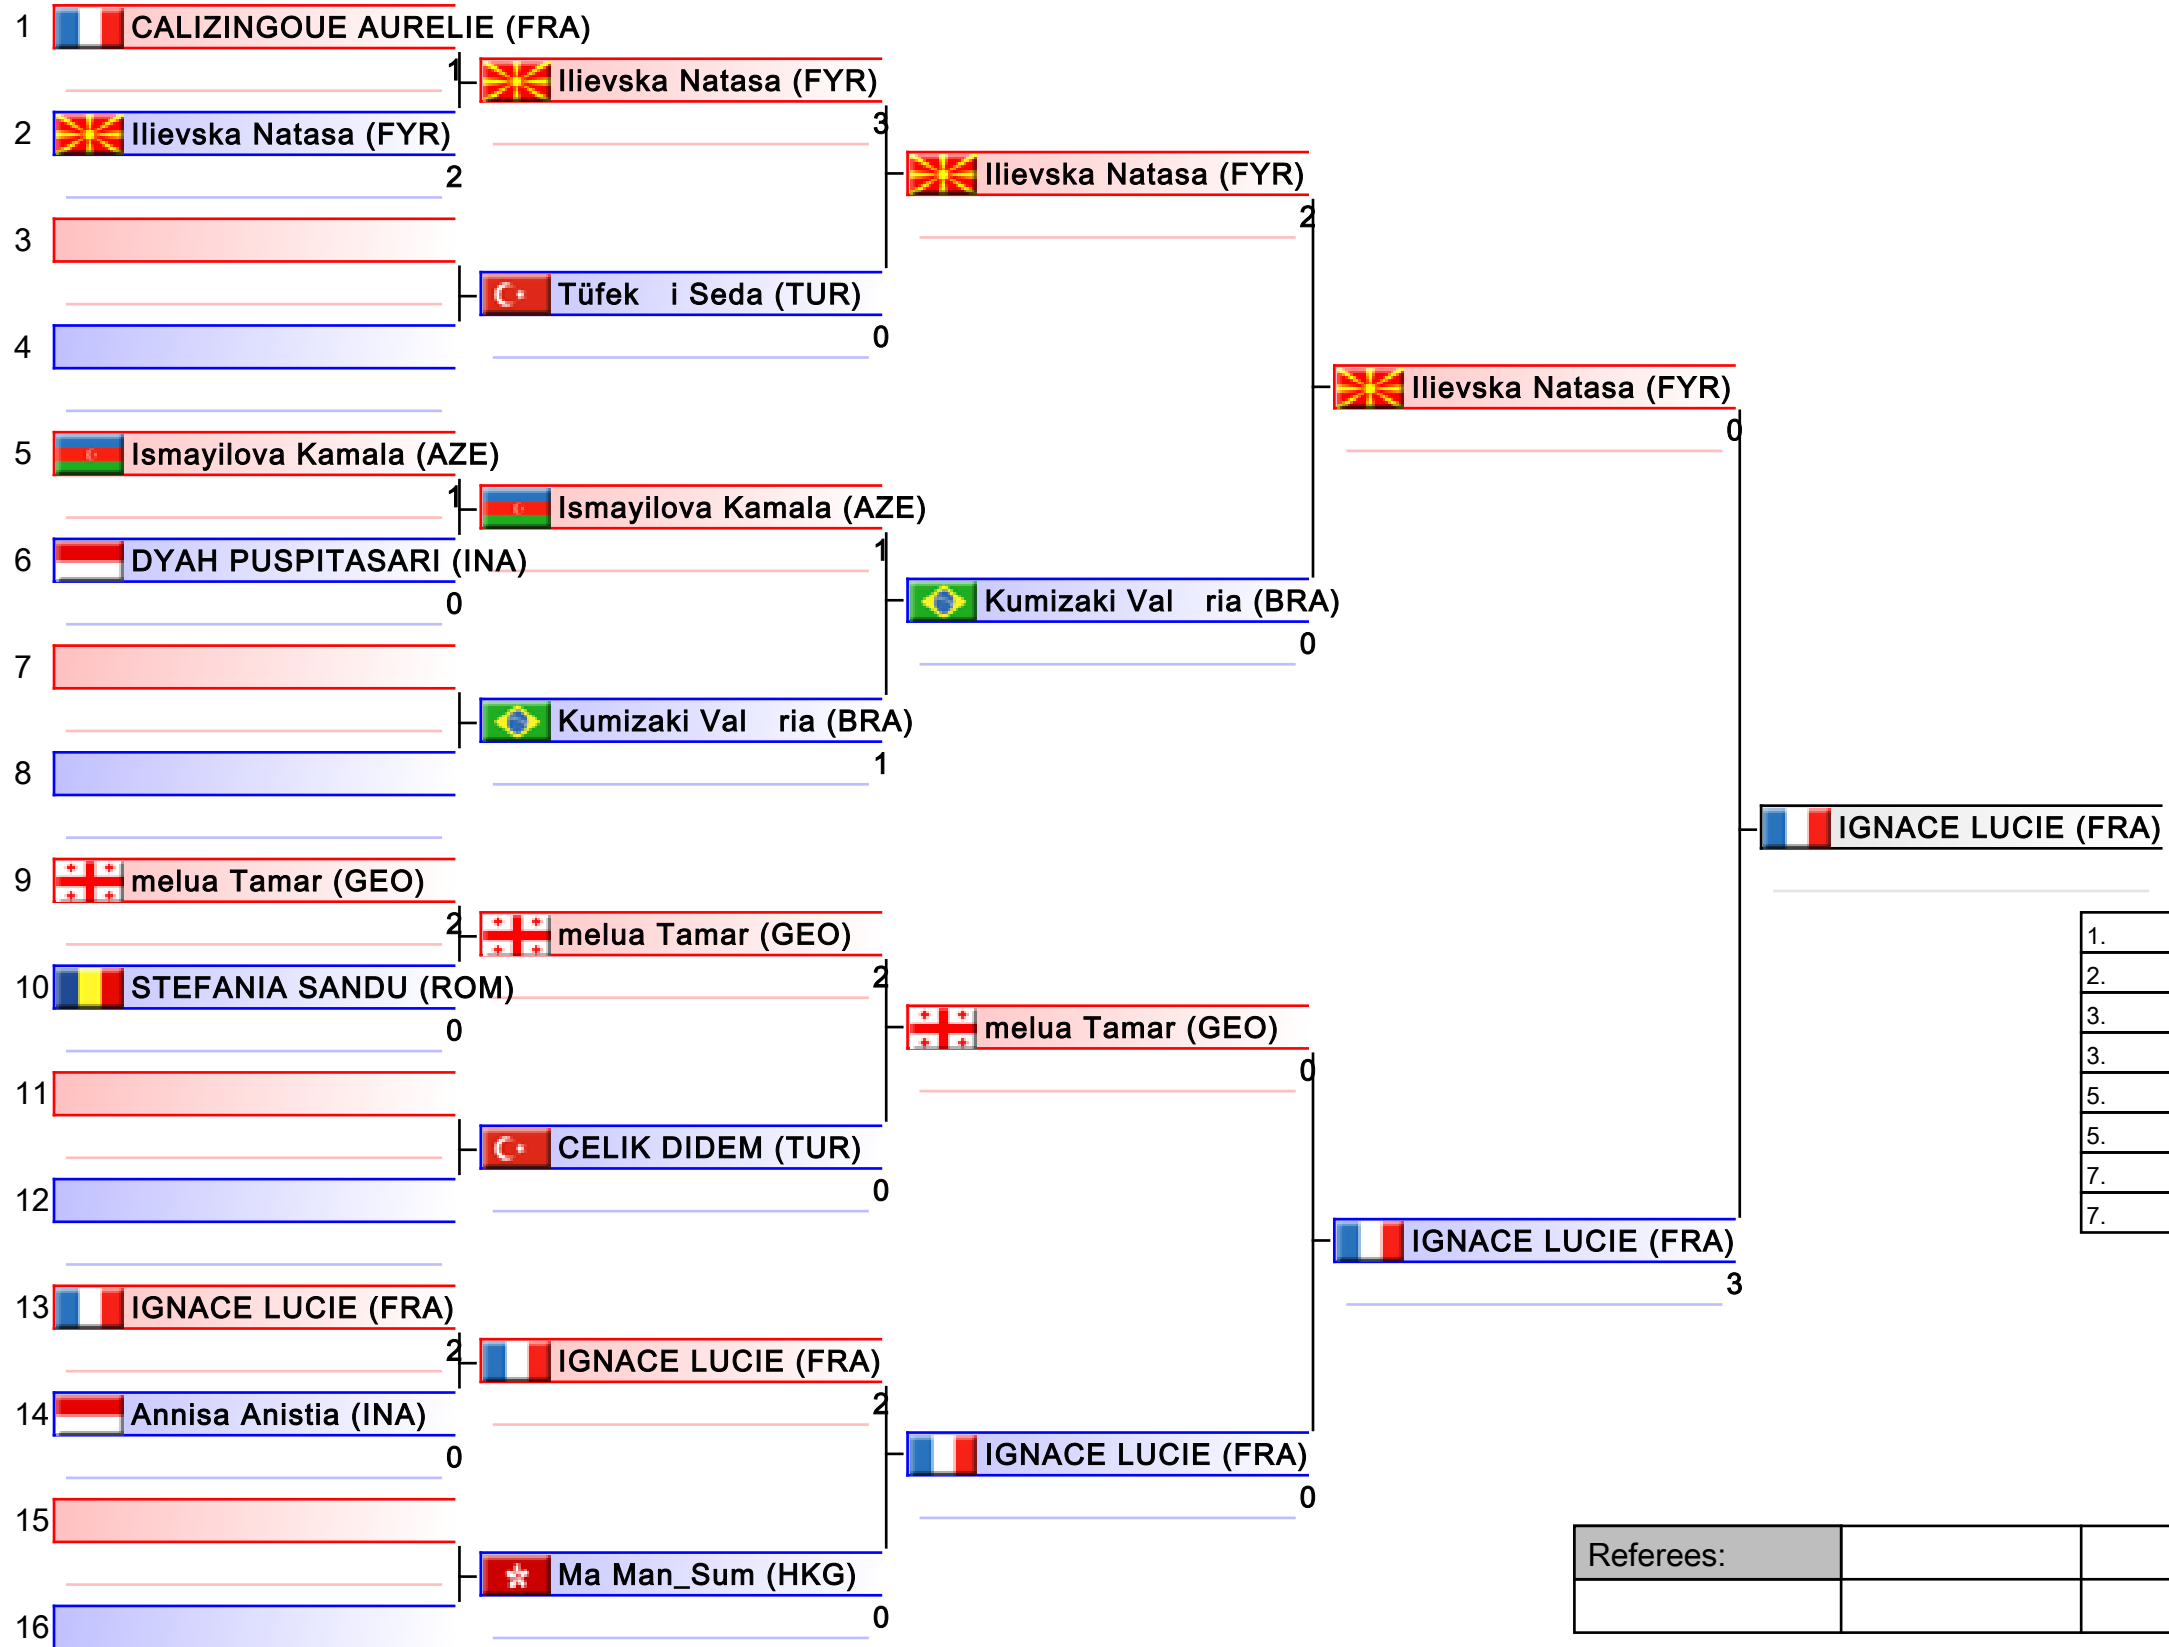 1 CALIZINGOUE AURELIE (FRA)
1
Ilievska Natasa (FYR)
3
2 Ilievska Natasa (FYR)
2
Ilievska Natasa (FYR)
2
3
Tüfek i Seda (TUR)
0
4
Ilievska Natasa (FYR)
0
5 Ismayilova Kamala (AZE)
1
Ismayilova Kamala (AZE)
1
6 DYAH PUSPITASARI (INA)
0
Kumizaki Val ria (BRA)
0
7
Kumizaki Val ria (BRA)
1
8
IGNACE LUCIE (FRA)
9 melua Tamar (GEO)
2
melua Tamar (GEO)
2
10 STEFANIA SANDU (ROM)
0
melua Tamar (GEO)
0
11
CELIK DIDEM (TUR)
0
12
IGNACE LUCIE (FRA)
3
13 IGNACE LUCIE (FRA)
2
IGNACE LUCIE (FRA)
2
14 Annisa Anistia (INA)
0
IGNACE LUCIE (FRA)
0
15
Ma Man_Sum (HKG)
0
16
1.
2.
3.
3.
5.
5.
7.
7.
Referees: